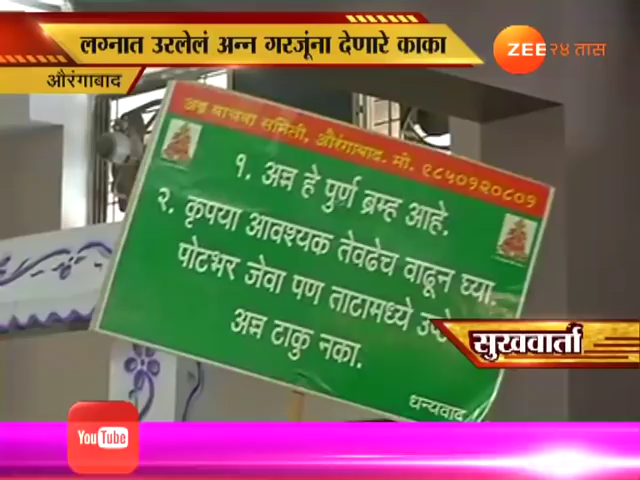 लग्नात उरलेलं अन्न गरजूंना देणारे काका
ZEE २४ तास
औरंगाबाद
अन्न वाचवा समिती, औरंगाबाद. मो. ९८५०१२०८०१
१. अन्न हे पुर्ण ब्रम्ह आहे.
२. कृपया आवश्यक तेवढेच वाढून घ्या.
पोटभर जेवा पण ताटामध्ये
अन्न टाकु नका.
धन्यवाद
सुखवार्ता
YouTube